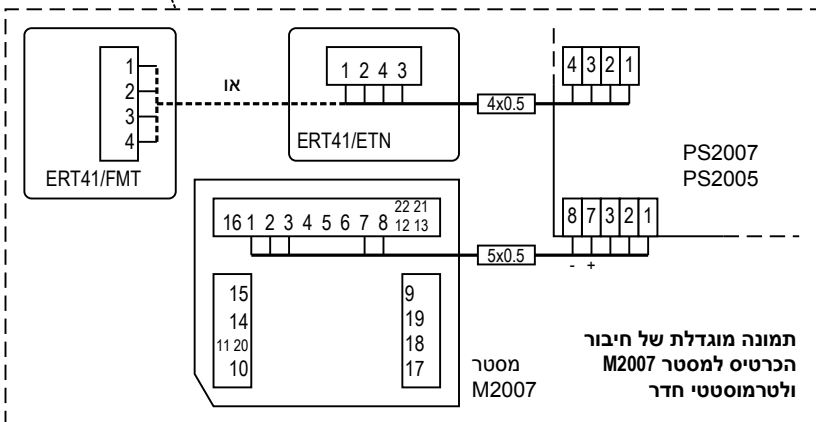 1
2
3
4
ERT41/FMT
או
1 2 4 3
ERT41/ETN
4x0.5
4 3 2 1
PS2007
PS2005
22 21
16 1 2 3 4 5 6 7 8 12 13
8 7 3 2 1
5x0.5
- +
15
14
11 20
10
9
19
18
17
מסטר
M2007
תמונה מוגדלת של חיבור
הכרטיס למסטר M2007
ולטרמוסטטי חדר